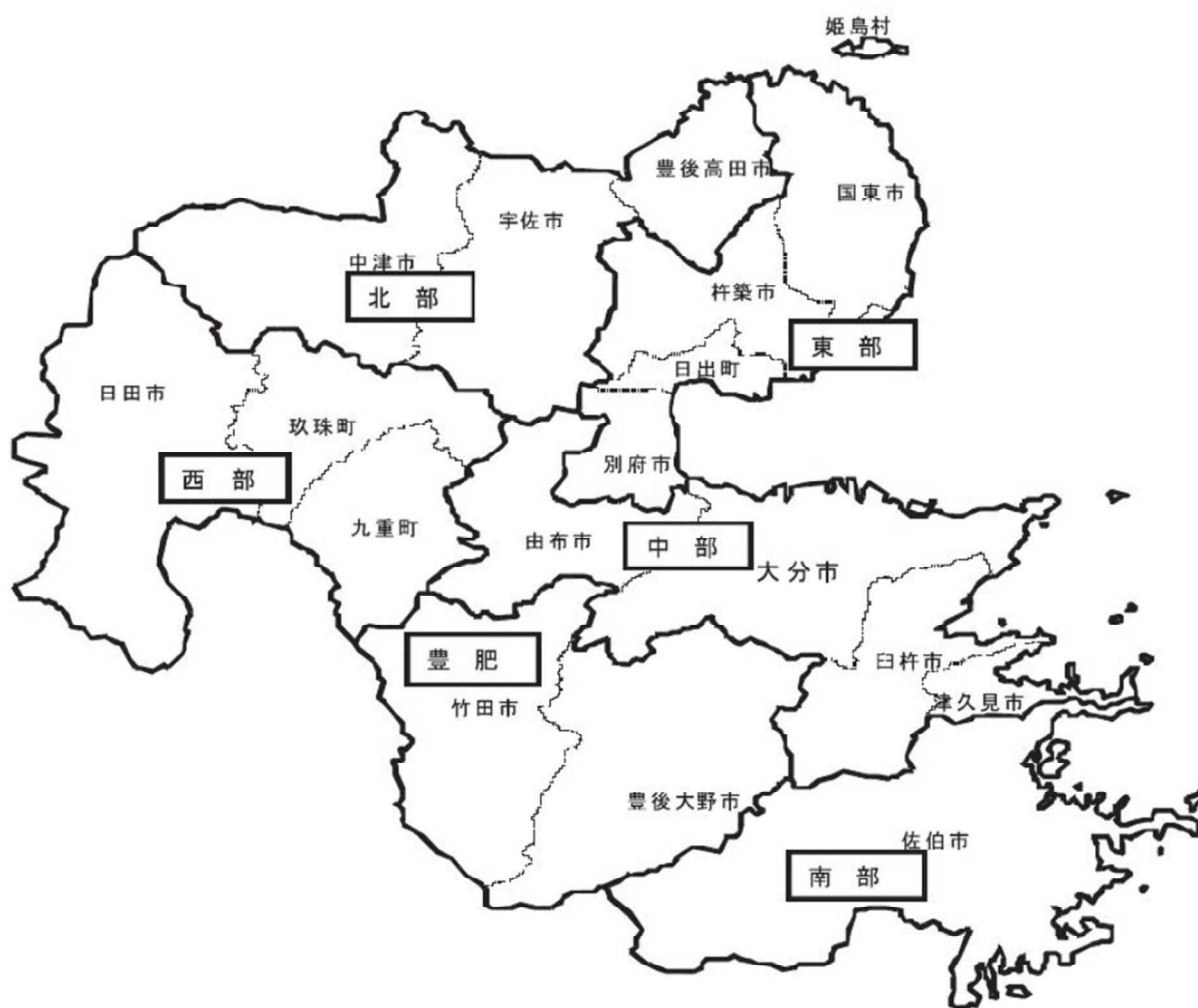 姫島村
豊後高田市
国東市
宇佐市
中津市
北部
杵築市
東部
日出町
日田市
玖珠町
西部
別府市
九重町
由布市
中部
大分市
豊肥
臼杵市
竹田市
津久見市
豊後大野市
佐伯市
南部